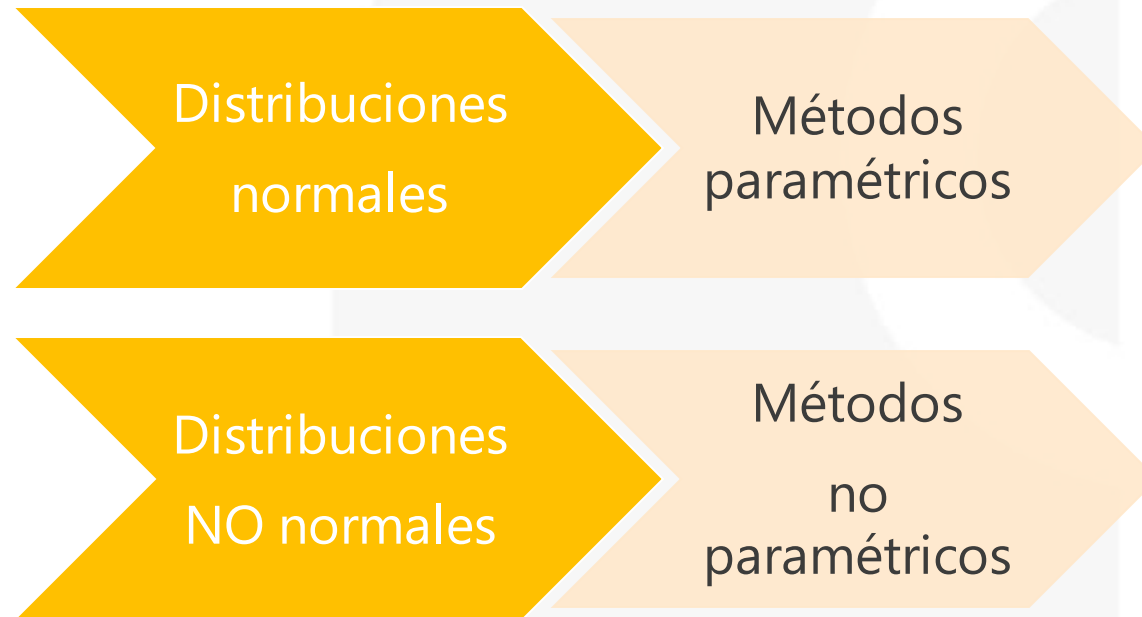 Distribuciones
normales
Métodos
paramétricos
Distribuciones
NO normales
Métodos
no
paramétricos